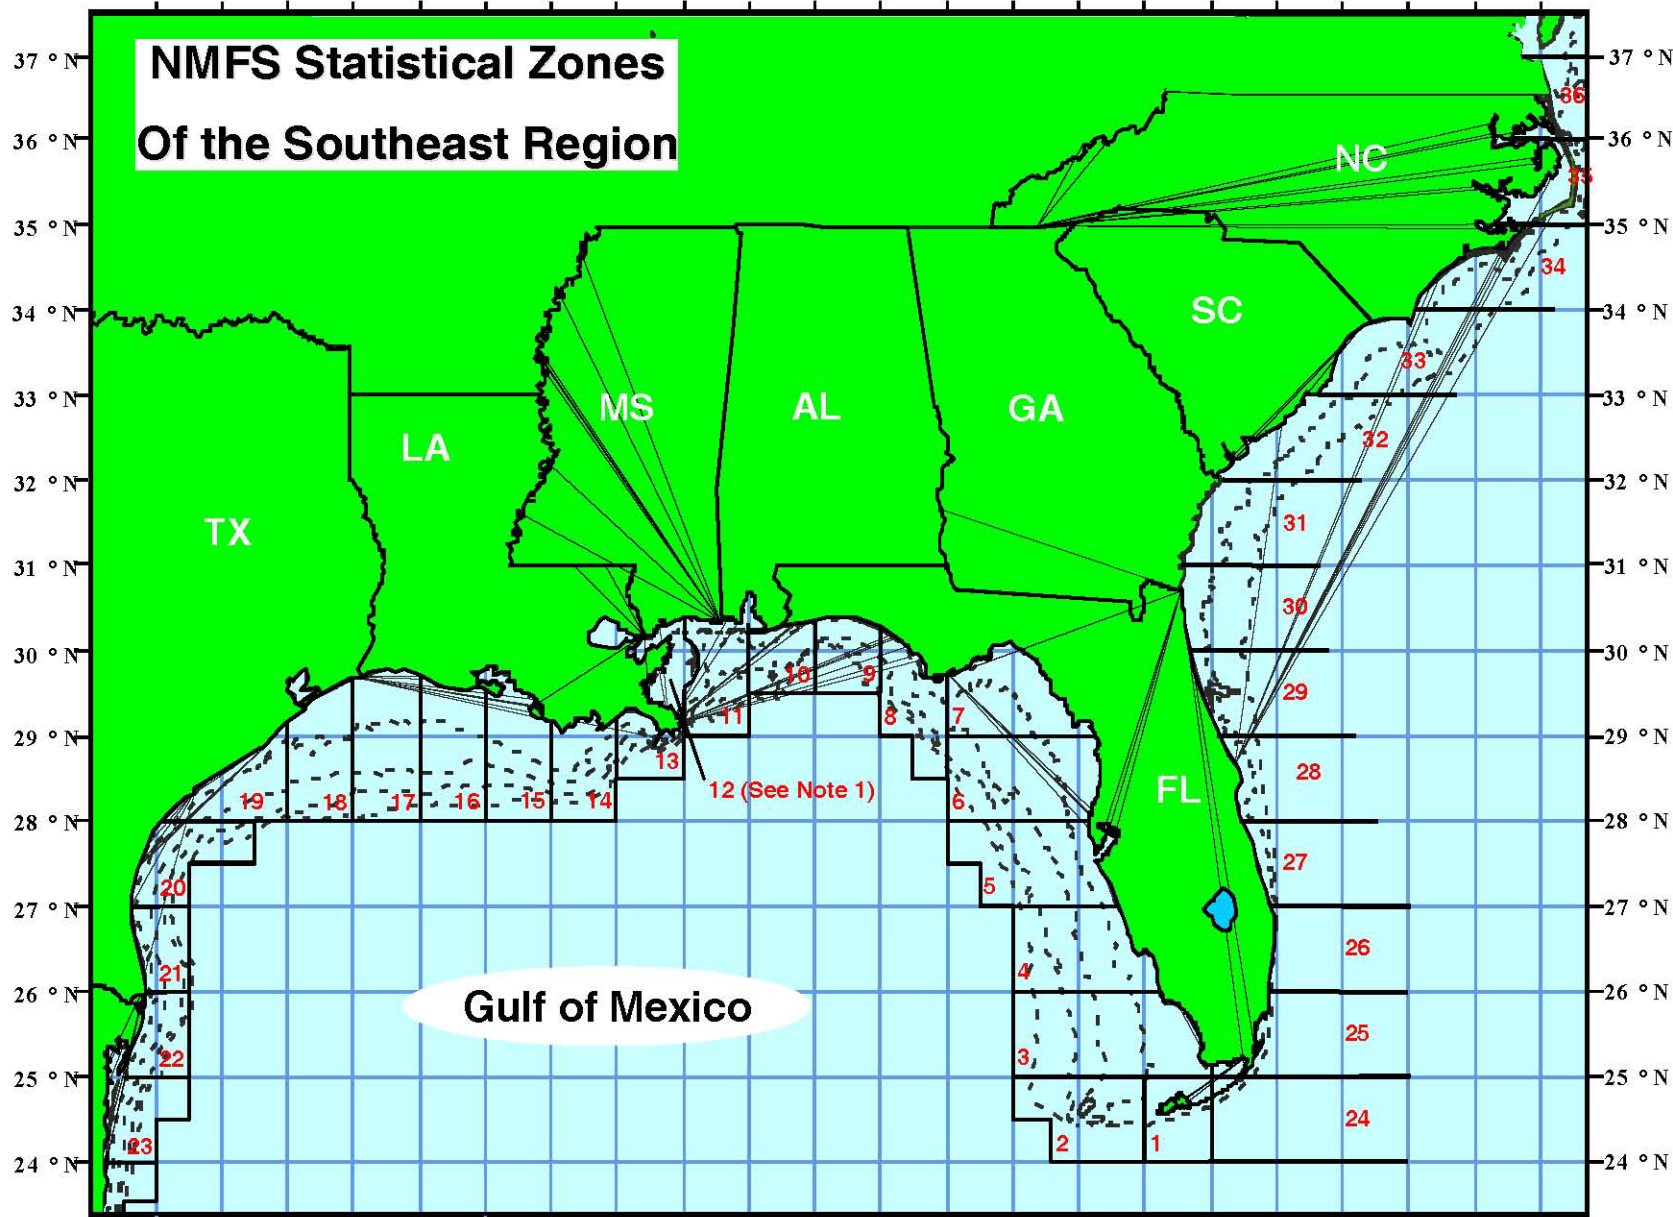 NMFS Statistical Zones
Of the Southeast Region
37 ° N
37 ° N
36
36 ° N
36 ° N
NC
35
35 ° N
35 ° N
34
SC
34 ° N
34 ° N
33
33 ° N
33 ° N
MS
AL
GA
LA
32
32 ° N
32 ° N
TX
31
31 ° N
31 ° N
30
30 ° N
30 ° N
10
9
29
11
8
7
29 ° N
29 ° N
13
28
12 (See Note 1)
FL
19
18
17
16
15
14
6
28 ° N
28 ° N
27
20
5
27 ° N
27 ° N
26
21
4
26 ° N
26 ° N
Gulf of Mexico
25
22
3
25 ° N
25 ° N
24
23
2
1
24 ° N
24 ° N